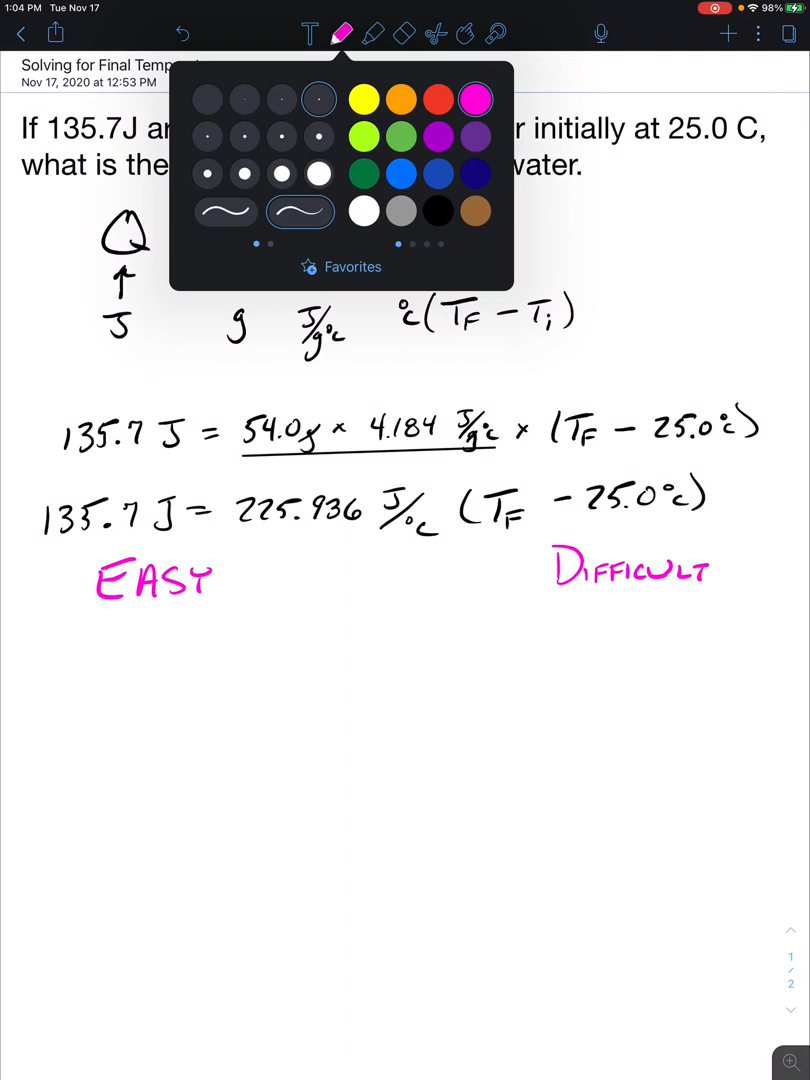 1:04 PM Tue Nov 17
98%
T
Solving for Final Temp
Nov 17, 2020 at 12:53 PM
If 135.7J initially at 25.0 C,
what is the
Favorites
Q
J g J/g°C °C(TF - Ti)
135.7 J = 54.0g × 4.184 J/g°C × (TF - 25.0°C)
135.7 J = 225.936 J/°C (TF - 25.0°C)
EASY DIFFICULT
1
/
2